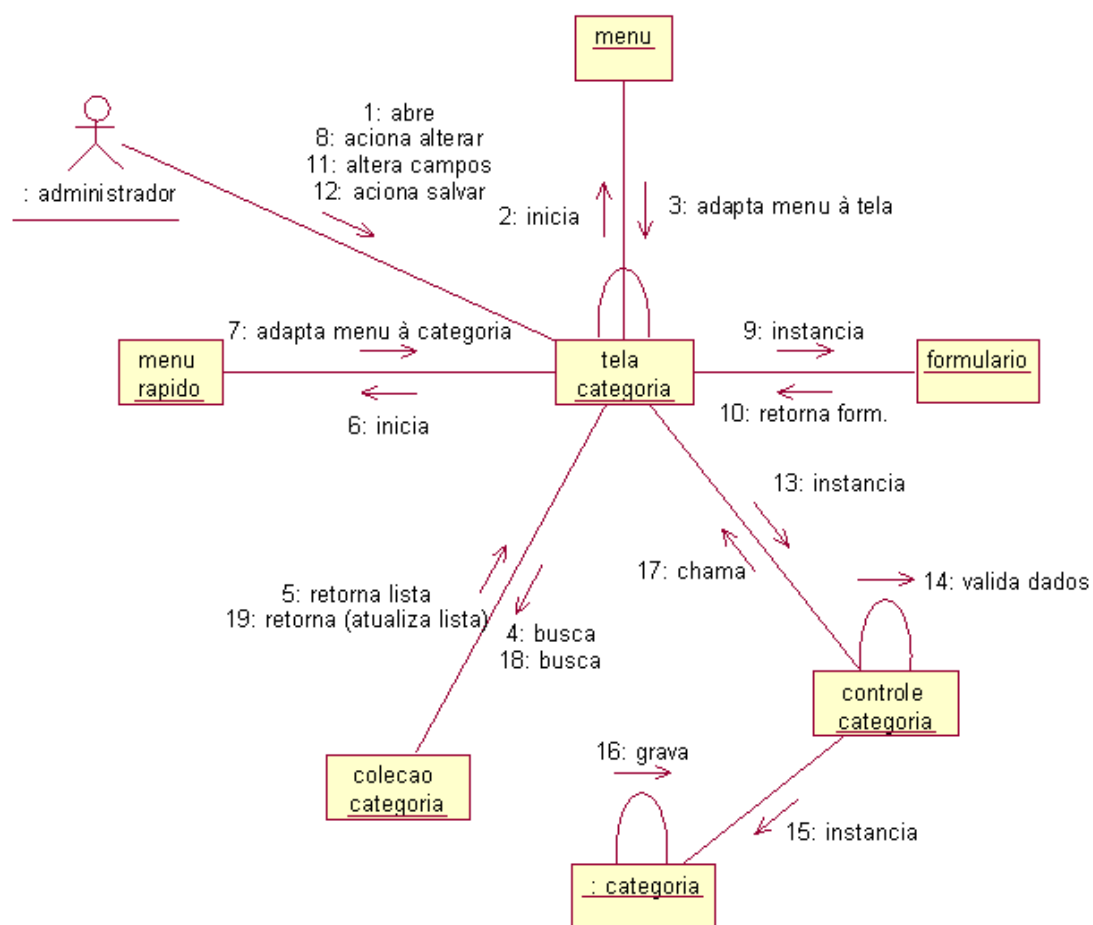 menu
1: abre
8: aciona alterar
11: altera campos
12: aciona salvar
: administrador
2: inicia
3: adapta menu à tela
7: adapta menu à categoria
9: instancia
menu
rapido
tela
categoria
formulario
6: inicia
10: retorna form.
13: instancia
17: chama
14: valida dados
5: retorna lista
19: retorna (atualiza lista)
4: busca
18: busca
controle
categoria
16: grava
colecao
categoria
15: instancia
: categoria